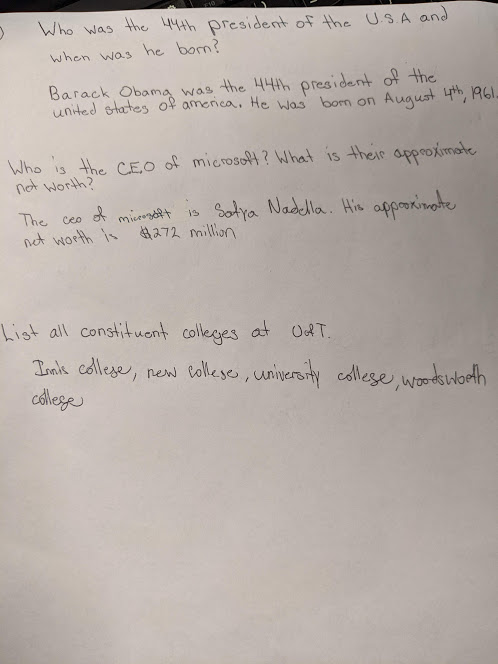 Who was the 44th president of the U.S.A and
when was he born?
Barack Obama was the 44th president of the
united states of america. He was born on August 4th, 1961.
Who is the CEO of microsoft? What is their approximate
net worth?
The ceo of microsoft is Satya Nadella. His approximate
net worth is $272 million
List all constituent colleges at UofT.
Innis college, new college, university college, woodsworth
college